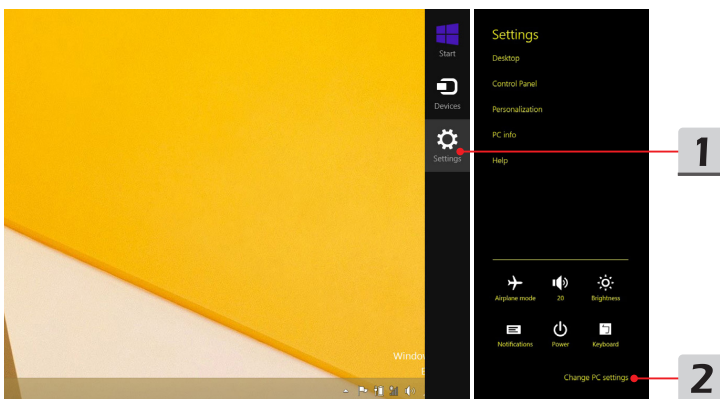 Start
Devices
Settings
Settings
Desktop
Control Panel
Personalization
PC info
Help
Airplane mode
20
Brightness
Notifications
Power
Keyboard
Change PC settings
1
2